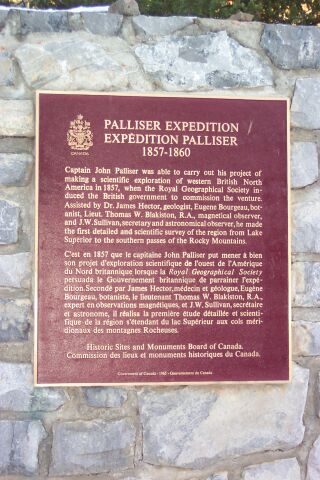 CANADA
PALLISER EXPEDITION
EXPÉDITION PALLISER
1857-1860
Captain John Palliser was able to carry out his project of
making a scientific exploration of western British North
America in 1857, when the Royal Geographical Society in-
duced the British government to commission the venture.
Assisted by Dr. James Hector, geologist, Eugene Bourgeau, bot-
anist, Lieut. Thomas W. Blakiston, R.A., magnetical observer,
and J.W. Sullivan, secretary and astronomical observer, he made
the first detailed and scientific survey of the region from Lake
Superior to the southern passes of the Rocky Mountains.
C'est en 1857 que le capitaine John Palliser put mener à bien
son projet d'exploration scientifique de l'ouest de l'Amérique
du Nord britannique lorsque la Royal Geographical Society
persuada le Gouvernement britannique de parrainer l'expé-
dition. Secondé par James Hector, médecin et géologue, Eugène
Bourgeau, botaniste, le lieutenant Thomas W. Blakiston, R.A.,
expert en observations magnétiques, et J.W. Sullivan, secrétaire
et astronome, il réalisa la première étude détaillée et scienti-
fique de la région s'étendant du lac Supérieur aux cols méri-
dionaux des montagnes Rocheuses.
Historic Sites and Monuments Board of Canada.
Commission des lieux et monuments historiques du Canada.
Government of Canada - 1965 - Gouvernement du Canada